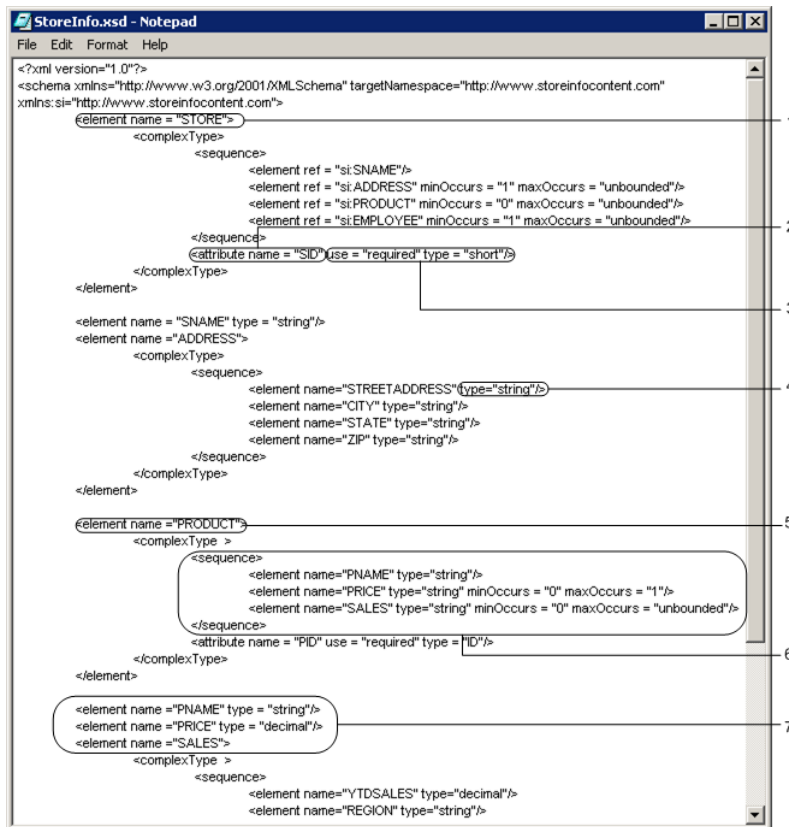 StoreInfo.xsd - Notepad
File Edit Format Help
<?xml version="1.0"?>
<schema xmlns="http://www.w3.org/2001/XMLSchema" targetNamespace="http://www.storeinfocontent.com"
xmlns:si="http://www.storeinfocontent.com">
<element name = "STORE">
1
<complexType>
<sequence>
<element ref = "si:SNAME"/>
<element ref = "si:ADDRESS" minOccurs = "1" maxOccurs = "unbounded"/>
<element ref = "si:PRODUCT" minOccurs = "0" maxOccurs = "unbounded"/>
<element ref = "si:EMPLOYEE" minOccurs = "1" maxOccurs = "unbounded"/>
2
</sequence>
<attribute name = "SID" use = "required" type = "short"/>
</complexType>
</element>
3
<element name = "SNAME" type = "string"/>
<element name ="ADDRESS">
<complexType>
<sequence>
<element name="STREETADDRESS" type="string"/>
4
<element name="CITY" type="string"/>
<element name="STATE" type="string"/>
<element name="ZIP" type="string"/>
</sequence>
</complexType>
</element>
<element name ="PRODUCT">
5
<complexType >
<sequence>
<element name="PNAME" type="string"/>
<element name="PRICE" type="string" minOccurs = "0" maxOccurs = "1"/>
<element name="SALES" type="string" minOccurs = "0" maxOccurs = "unbounded"/>
</sequence>
<attribute name = "PID" use = "required" type = "ID"/>
6
</complexType>
</element>
<element name ="PNAME" type = "string"/>
<element name ="PRICE" type = "decimal"/>
7
<element name ="SALES">
<complexType >
<sequence>
<element name="YTDSALES" type="decimal"/>
<element name="REGION" type="string"/>